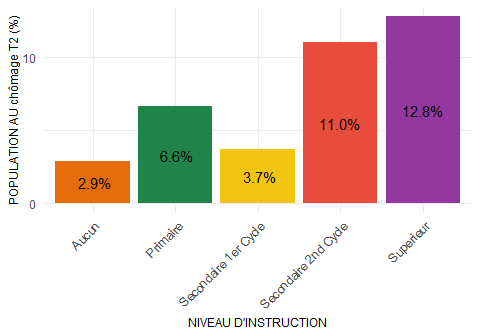 POPULATION AU chômage T2 (%)
10
0
2.9%
6.6%
3.7%
11.0%
12.8%
Aucun
Primaire
Secondaire 1er Cycle
Secondaire 2nd Cycle
Superieur
NIVEAU D'INSTRUCTION